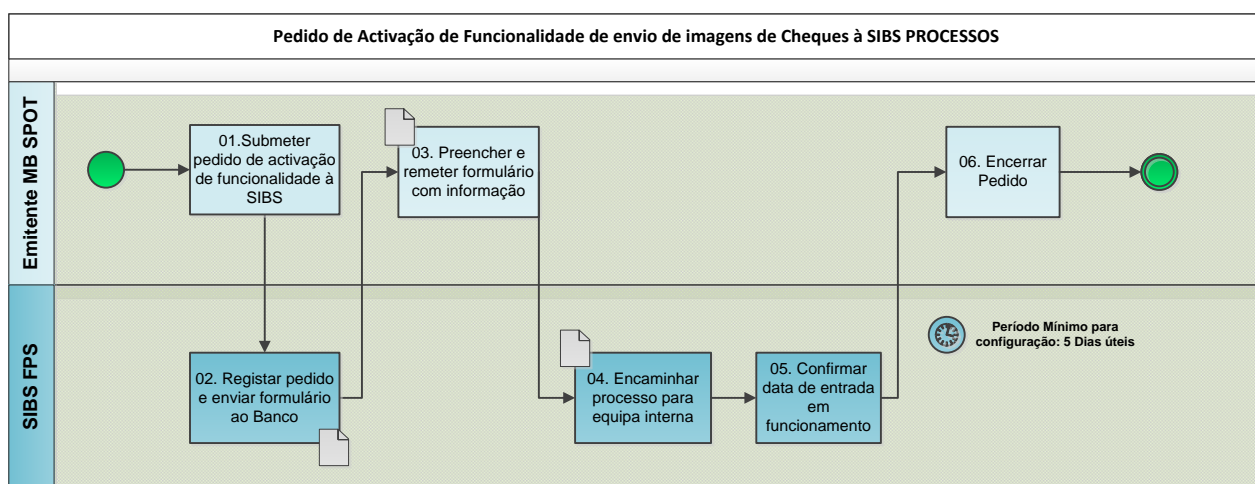 Pedido de Activação de Funcionalidade de envio de imagens de Cheques à SIBS PROCESSOS
Emitente MB SPOT
01.Submeter
pedido de activação
de funcionalidade à
SIBS
03. Preencher e
remeter formulário
com informação
06. Encerrar
Pedido
SIBS FPS
02. Registar pedido
e enviar formulário
ao Banco
04. Encaminhar
processo para
equipa interna
05. Confirmar
data de entrada
em
funcionamento
Período Mínimo para
configuração: 5 Dias úteis